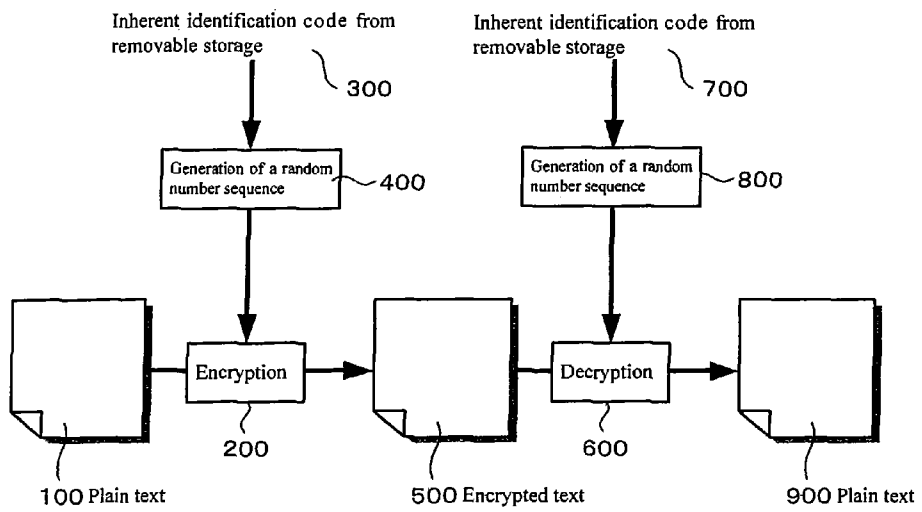 Inherent identification code from
removable storage
300
Inherent identification code from
removable storage
700
Generation of a random
number sequence
400
Generation of a random
number sequence
800
Encryption
200
Decryption
600
100 Plain text
500 Encrypted text
900 Plain text